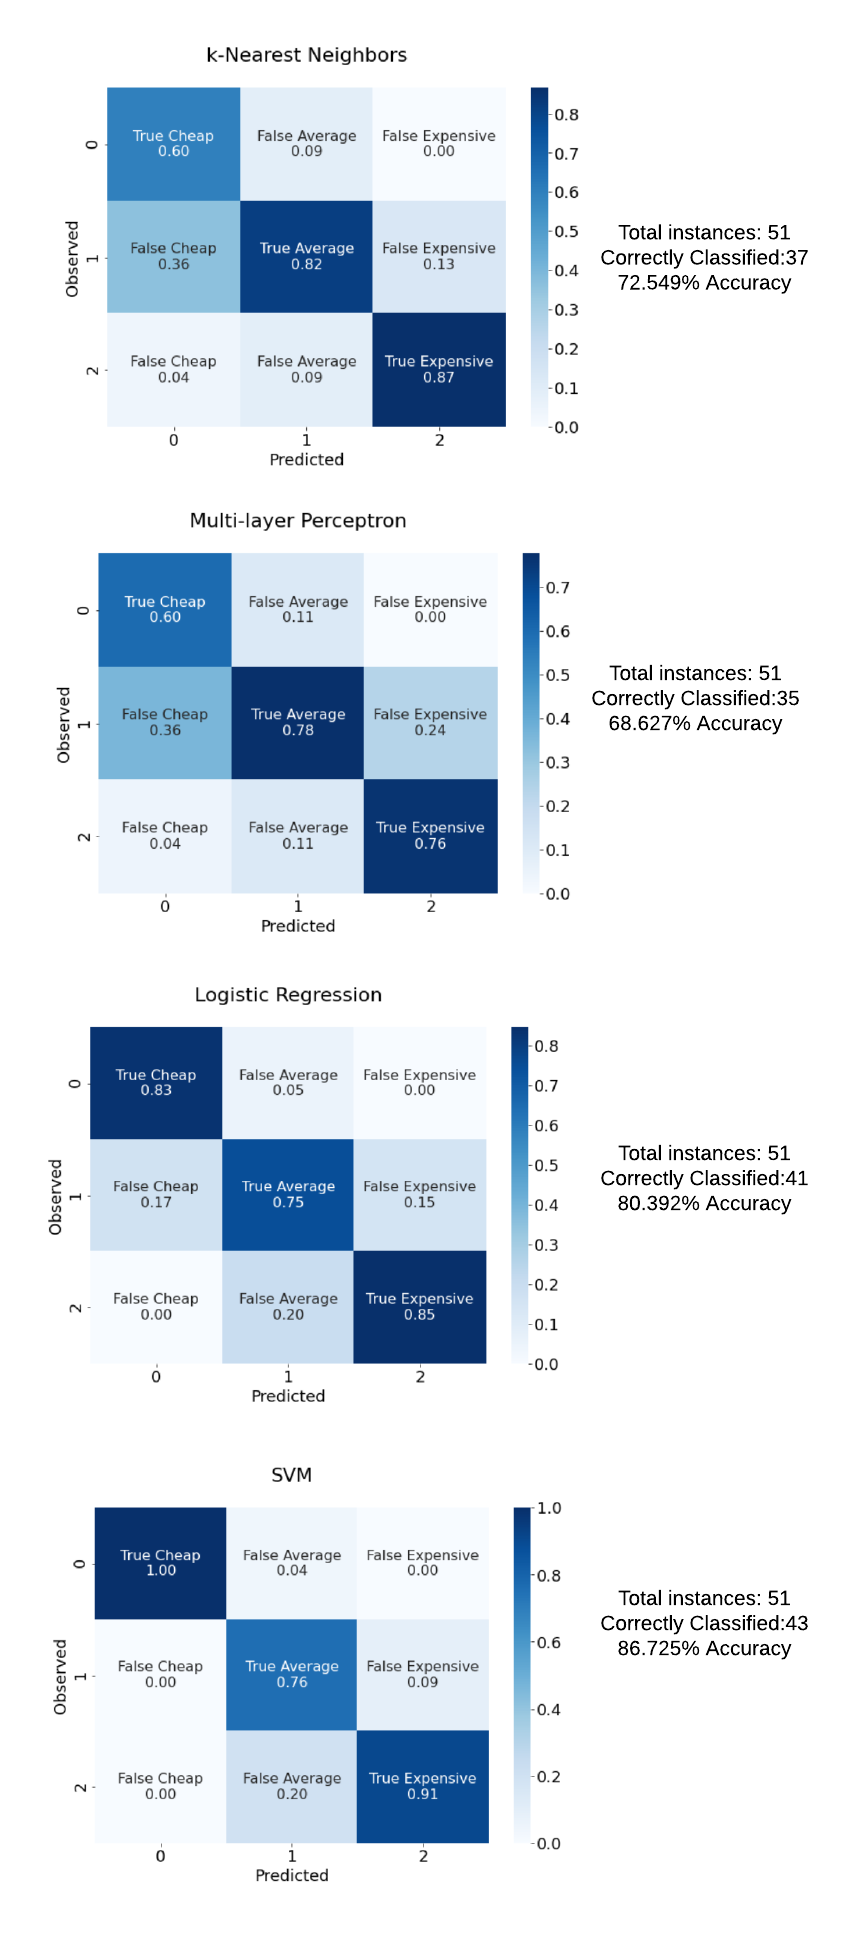 k-Nearest Neighbors
True Cheap
0.60
False Average
0.09
False Expensive
0.00
False Cheap
0.36
True Average
0.82
False Expensive
0.13
False Cheap
0.04
False Average
0.09
True Expensive
0.87
0
1
2
Observed
0
1
2
Predicted
0.8
0.7
0.6
0.5
0.4
0.3
0.2
0.1
0.0
Total instances: 51
Correctly Classified:37
72.549% Accuracy
Multi-layer Perceptron
True Cheap
0.60
False Average
0.11
False Expensive
0.00
False Cheap
0.36
True Average
0.78
False Expensive
0.24
False Cheap
0.04
False Average
0.11
True Expensive
0.76
0
1
2
Observed
0
1
2
Predicted
0.7
0.6
0.5
0.4
0.3
0.2
0.1
0.0
Total instances: 51
Correctly Classified:35
68.627% Accuracy
Logistic Regression
True Cheap
0.83
False Average
0.05
False Expensive
0.00
False Cheap
0.17
True Average
0.75
False Expensive
0.15
False Cheap
0.00
False Average
0.20
True Expensive
0.85
0
1
2
Observed
0
1
2
Predicted
0.8
0.7
0.6
0.5
0.4
0.3
0.2
0.1
0.0
Total instances: 51
Correctly Classified:41
80.392% Accuracy
SVM
True Cheap
1.00
False Average
0.04
False Expensive
0.00
False Cheap
0.00
True Average
0.76
False Expensive
0.09
False Cheap
0.00
False Average
0.20
True Expensive
0.91
0
1
2
Observed
0
1
2
Predicted
1.0
0.8
0.6
0.4
0.2
0.0
Total instances: 51
Correctly Classified:43
86.725% Accuracy